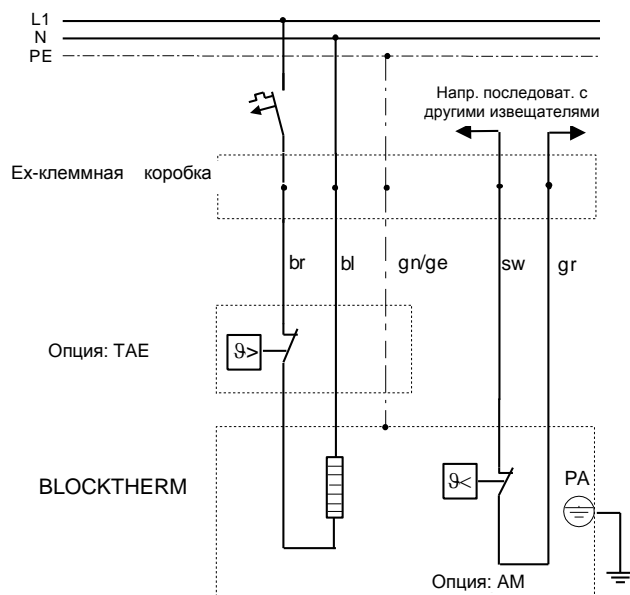 L1
N
PE
Напр. последоват. с
другими извещателями
Ex-клеммная коробка
br
bl
gn/ge
sw
gr
Опция: TAE
ϑ>
BLOCKTHERM
ϑ<
PA
Опция: AM